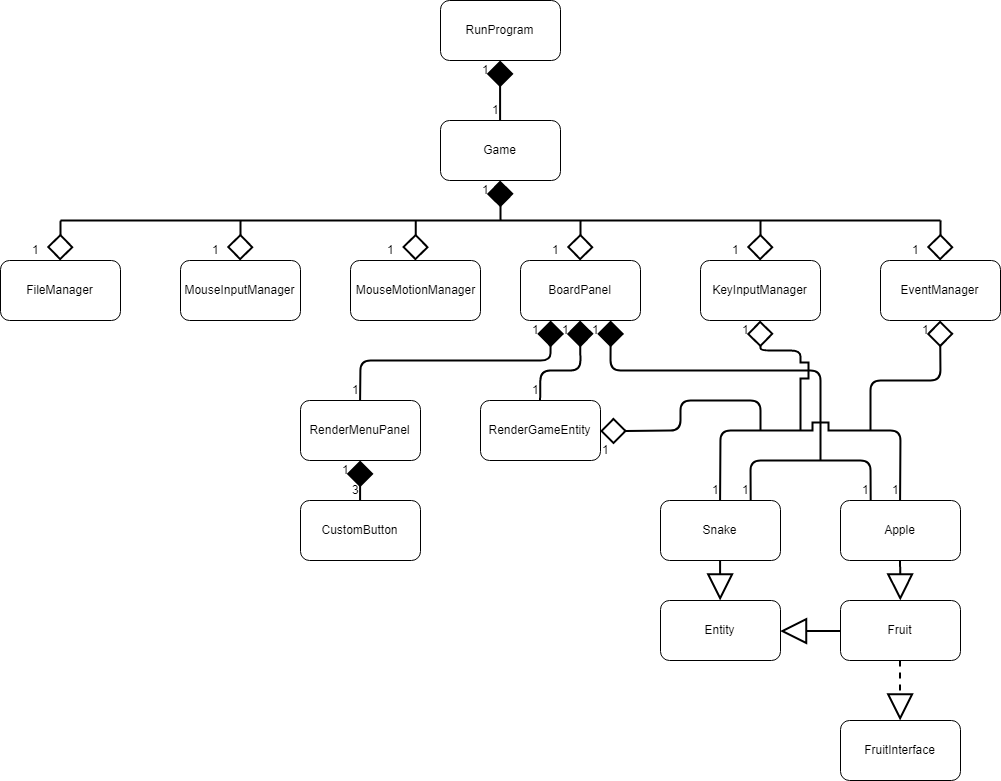 RunProgram
1
1
Game
1
1
1
1
1
1
1
FileManager
MouseInputManager
MouseMotionManager
BoardPanel
KeyInputManager
EventManager
1
1
1
1
1
1
1
RenderMenuPanel
RenderGameEntity
1
1
3
1
1
1
1
CustomButton
Snake
Apple
Entity
Fruit
FruitInterface